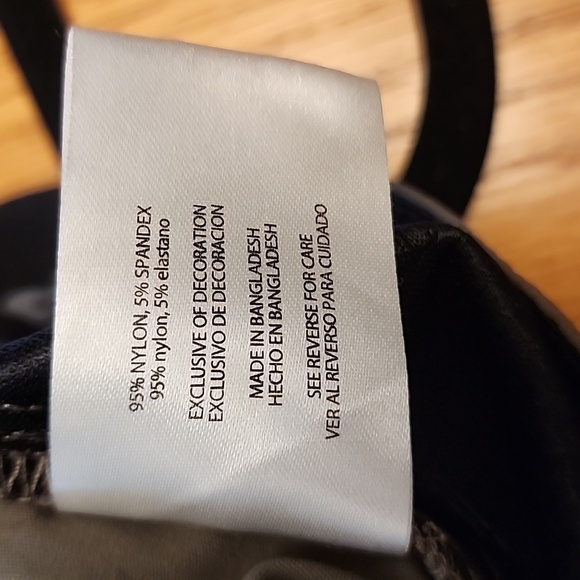 95% NYLON, 5% SPANDEX
95% nylon, 5% elastano
EXCLUSIVE OF DECORATION
EXCLUSIVO DE DECORACION
MADE IN BANGLADESH
HECHO EN BANGLADESH
SEE REVERSE FOR CARE
VER AL REVERSO PARA CUIDADO